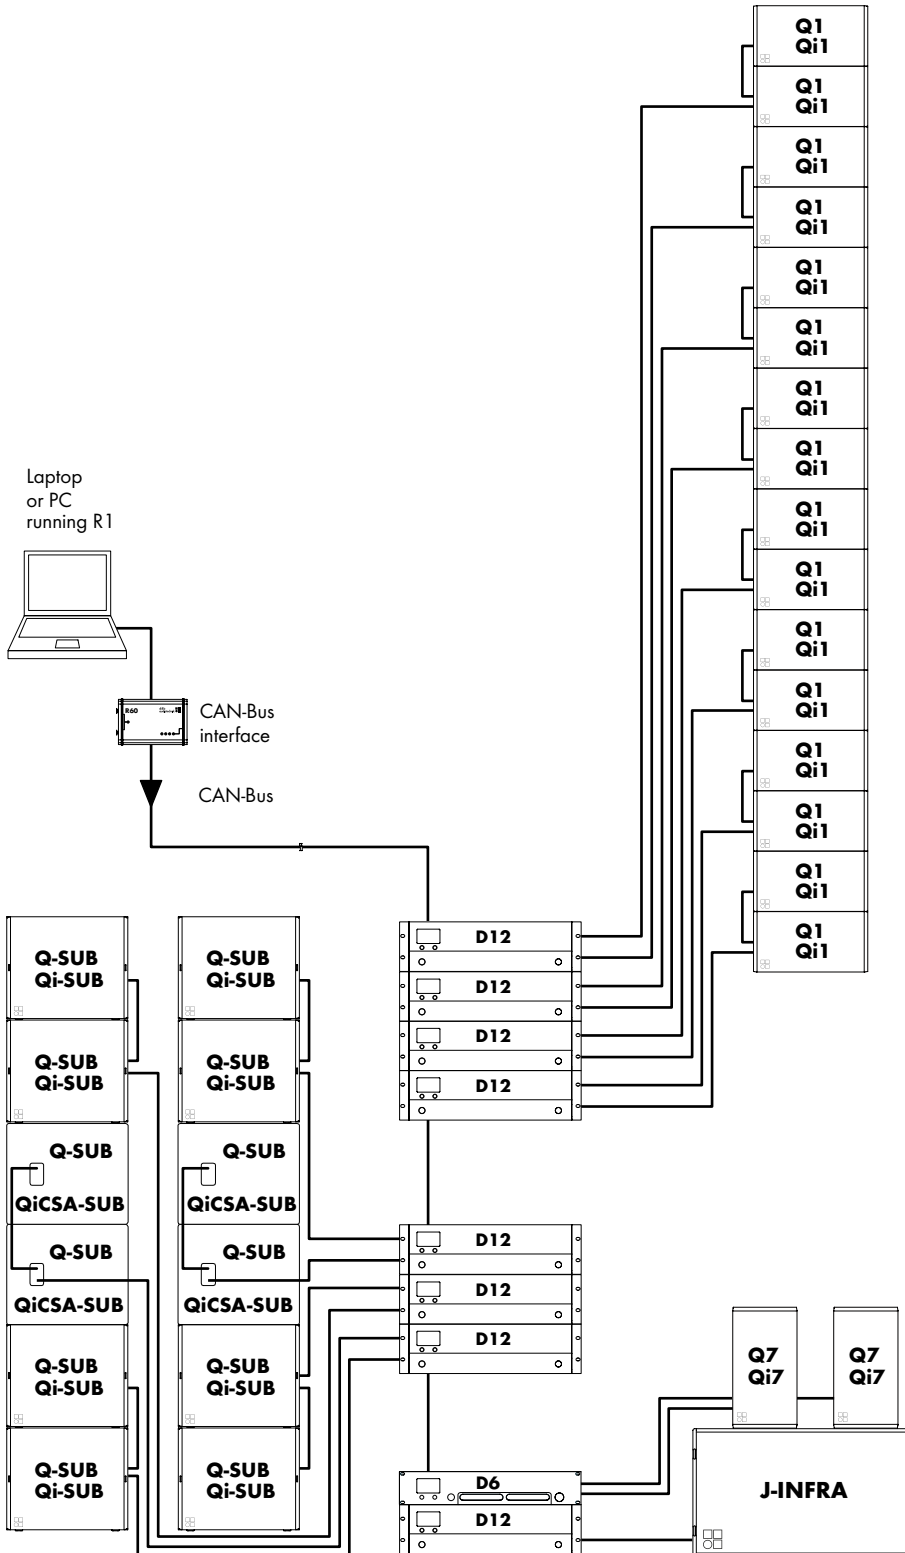 Q1
Qi1
Q1
Qi1
Q1
Qi1
Q1
Qi1
Q1
Qi1
Q1
Qi1
Q1
Qi1
Q1
Qi1
Q1
Qi1
Q1
Qi1
Q1
Qi1
Q1
Qi1
Q1
Qi1
Q1
Qi1
Q1
Qi1
Q1
Qi1
Laptop
or PC
running R1
R60
CAN-Bus
interface
CAN-Bus
D12
D12
D12
D12
Q-SUB
Qi-SUB
Q-SUB
Qi-SUB
Q-SUB
Qi-SUB
Q-SUB
Qi-SUB
Q-SUB
QiCSA-SUB
Q-SUB
QiCSA-SUB
Q-SUB
QiCSA-SUB
Q-SUB
QiCSA-SUB
Q-SUB
Qi-SUB
Q-SUB
Qi-SUB
Q-SUB
Qi-SUB
Q-SUB
Qi-SUB
D12
D12
D12
Q7
Qi7
Q7
Qi7
D6
D12
J-INFRA